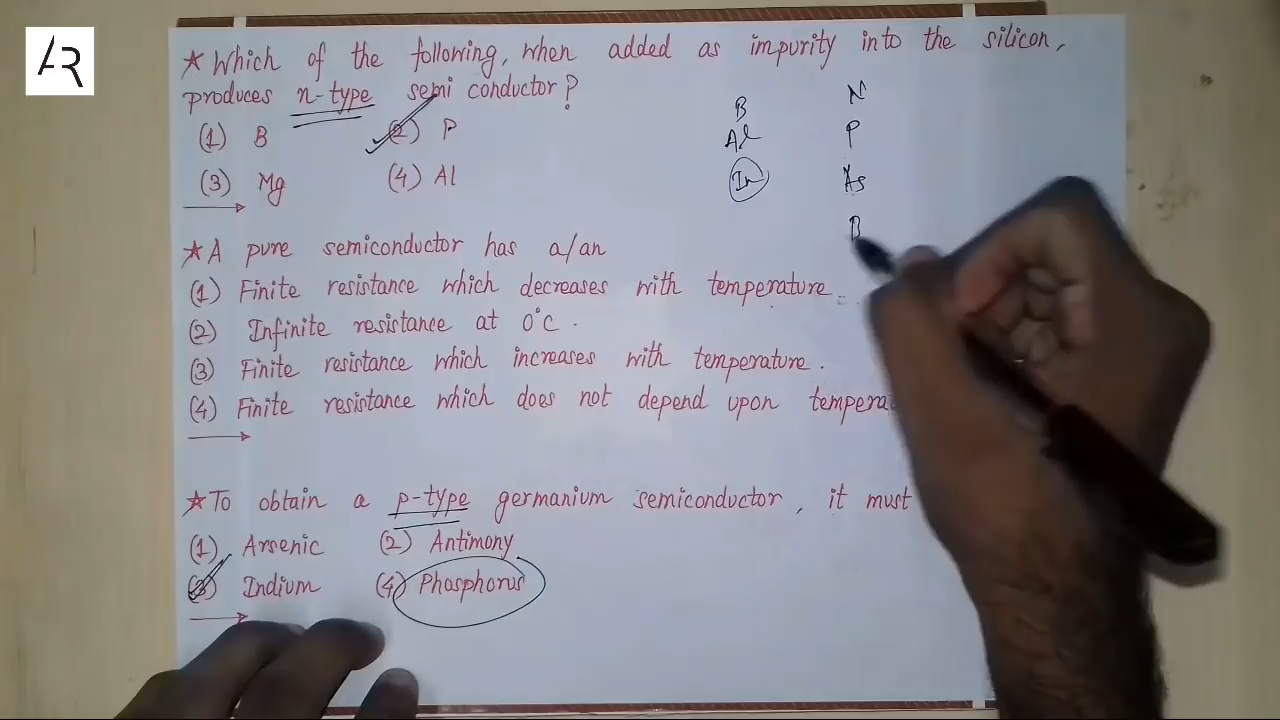 AR
★ Which of the following, when added as impurity into the silicon,
produces n-type semi conductor?
(1) B (2) P
(3) Mg (4) Al
B
Al
In
N
P
As
★ A pure semiconductor has a/an
(1) Finite resistance which decreases with temperature.
(2) Infinite resistance at 0°C.
(3) Finite resistance which increases with temperature.
(4) Finite resistance which does not depend upon
★ To obtain a p-type germanium semiconductor, it must
(1) Arsenic (2) Antimony
(3) Indium (4) Phosphorus